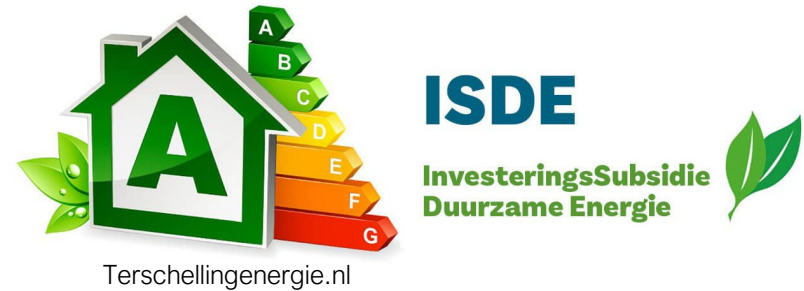 A
A
B
C
D
E
F
G
Terschellingenergie.nl
ISDE
InvesteringsSubsidie
Duurzame Energie